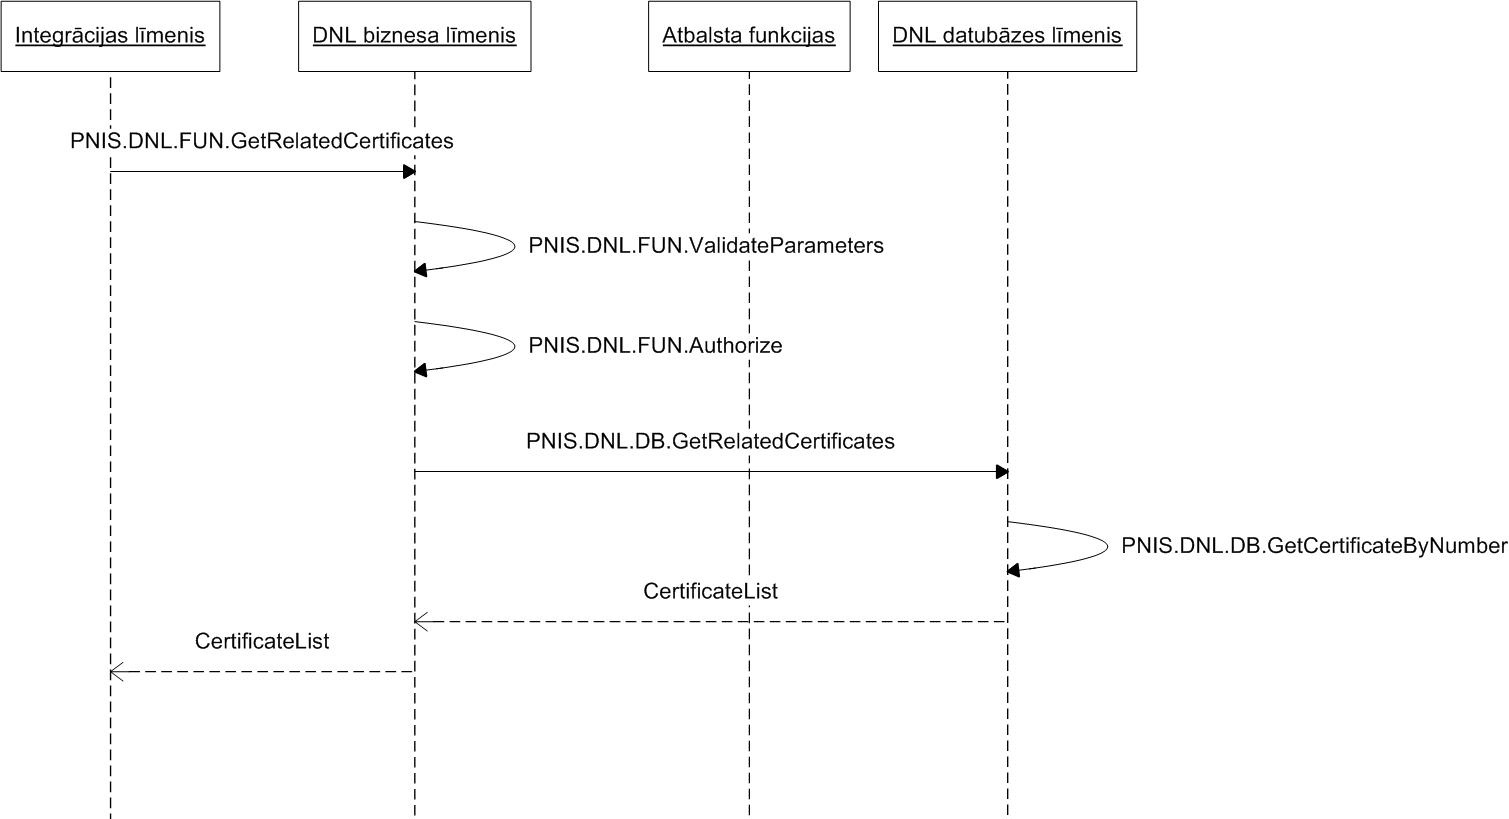 Integrācijas līmenis
DNL biznesa līmenis
Atbalsta funkcijas
DNL datubāzes līmenis
PNIS.DNL.FUN.GetRelatedCertificates
PNIS.DNL.FUN.ValidateParameters
PNIS.DNL.FUN.Authorize
PNIS.DNL.DB.GetRelatedCertificates
PNIS.DNL.DB.GetCertificateByNumber
CertificateList
CertificateList